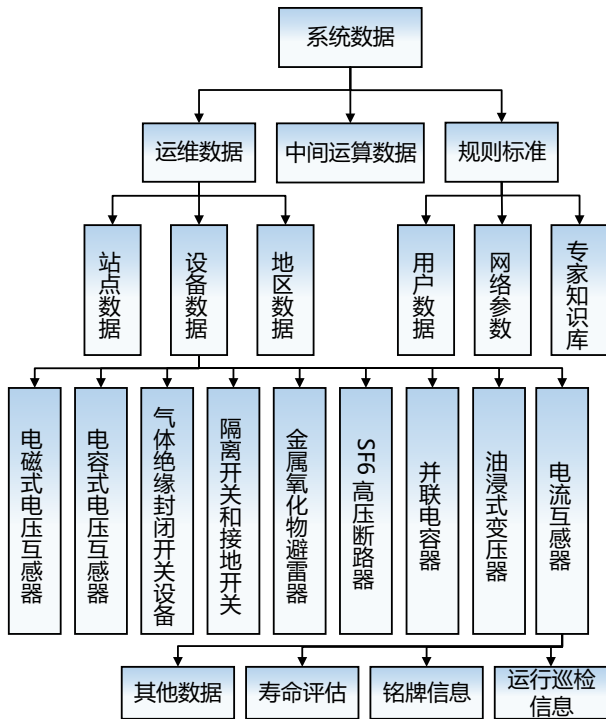 系统数据
运维数据
中间运算数据
规则标准
站点数据
设备数据
地区数据
用户数据
网络参数
专家知识库
电磁式电压互感器
电容式电压互感器
气体绝缘封闭开关设备
隔离开关和接地开关
金属氧化物避雷器
SF6 高压断路器
并联电容器
油浸式变压器
电流互感器
其他数据
寿命评估
铭牌信息
运行巡检
信息